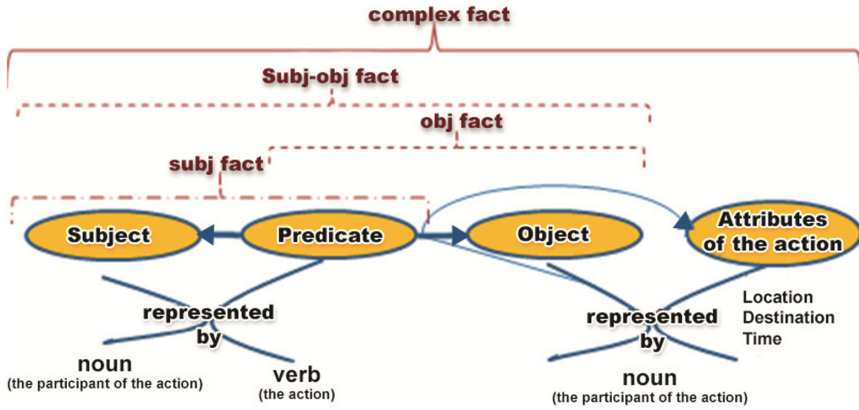 complex fact
Subj-obj fact
obj fact
subj fact
Subject
Predicate
Object
Attributes
of the action
represented
by
represented
by
Location
Destination
Time
noun
(the participant of the action)
verb
(the action)
noun
(the participant of the action)